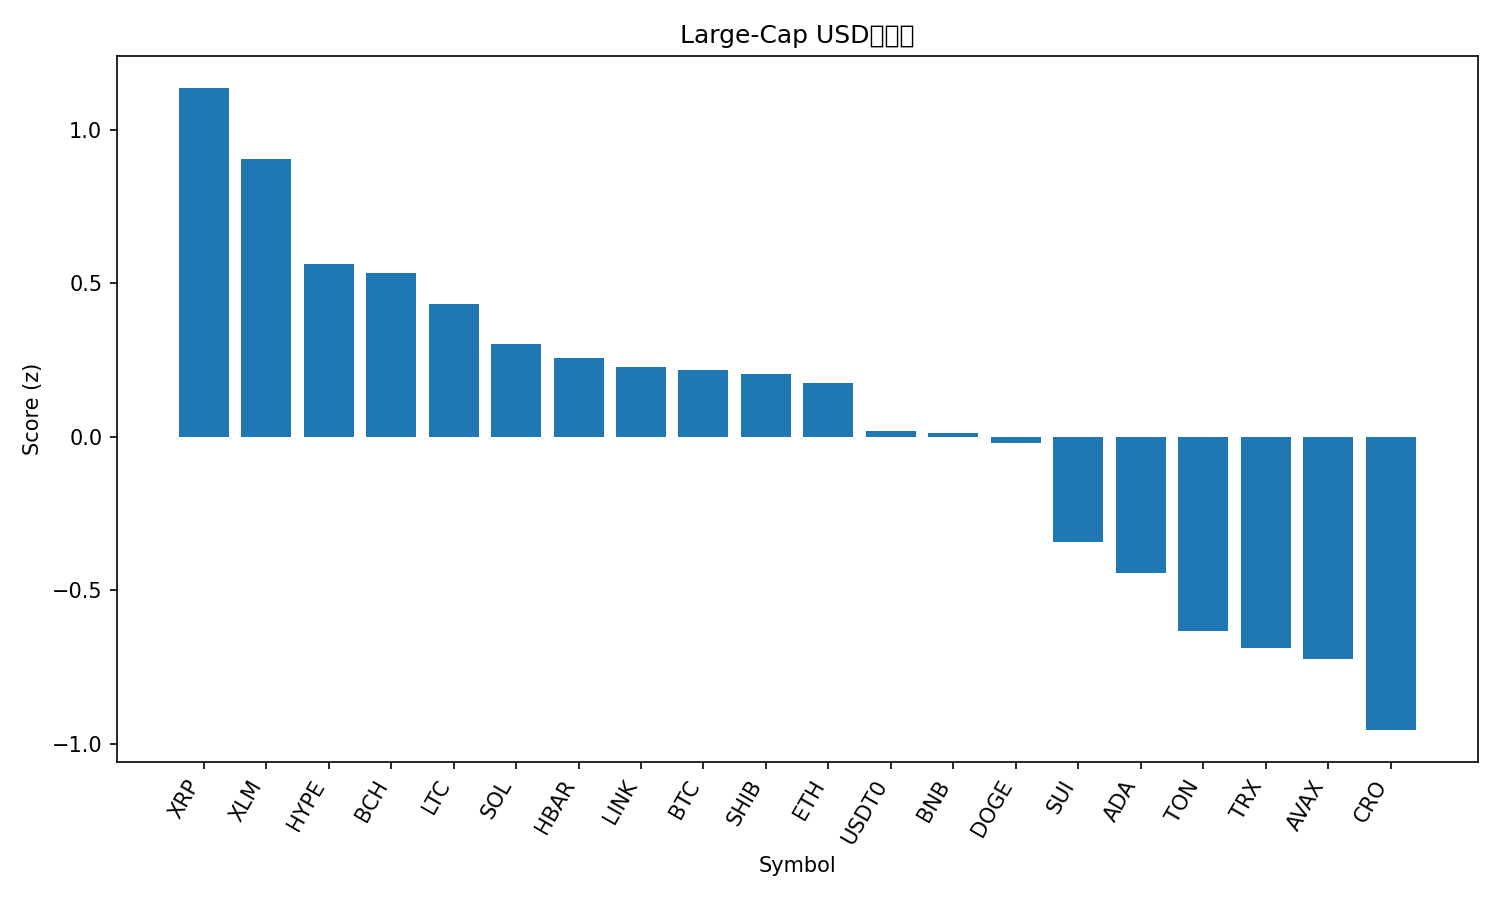 Large-Cap USD
1.0
0.5
0.0
−0.5
−1.0
Score (z)
XRP
XLM
HYPE
BCH
LTC
SOL
HBAR
LINK
BTC
SHIB
ETH
USDT0
BNB
DOGE
SUI
ADA
TON
TRX
AVAX
CRO
Symbol